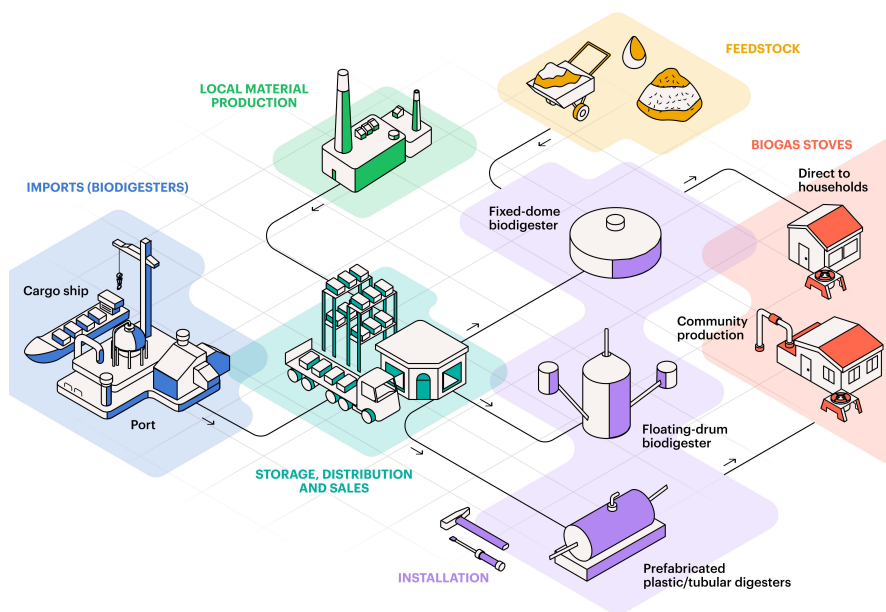 FEEDSTOCK
LOCAL MATERIAL
PRODUCTION
BIOGAS STOVES
Direct to
households
IMPORTS (BIODIGESTERS)
Fixed-dome
biodigester
Cargo ship
Community
production
Port
Floating-drum
biodigester
STORAGE, DISTRIBUTION
AND SALES
INSTALLATION
Prefabricated
plastic/tubular digesters